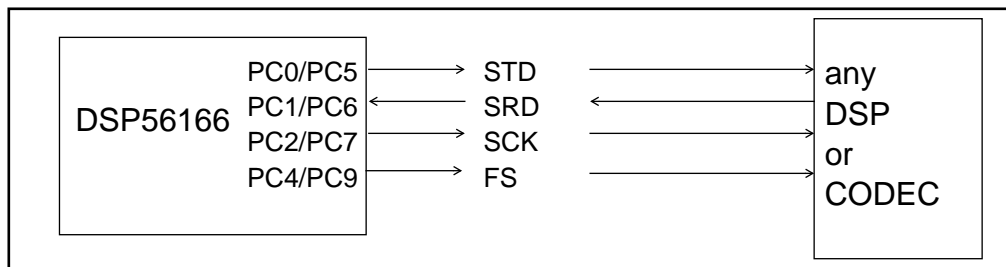 DSP56166
PC0/PC5 STD
PC1/PC6 SRD
PC2/PC7 SCK
PC4/PC9 FS
any
DSP
or
CODEC